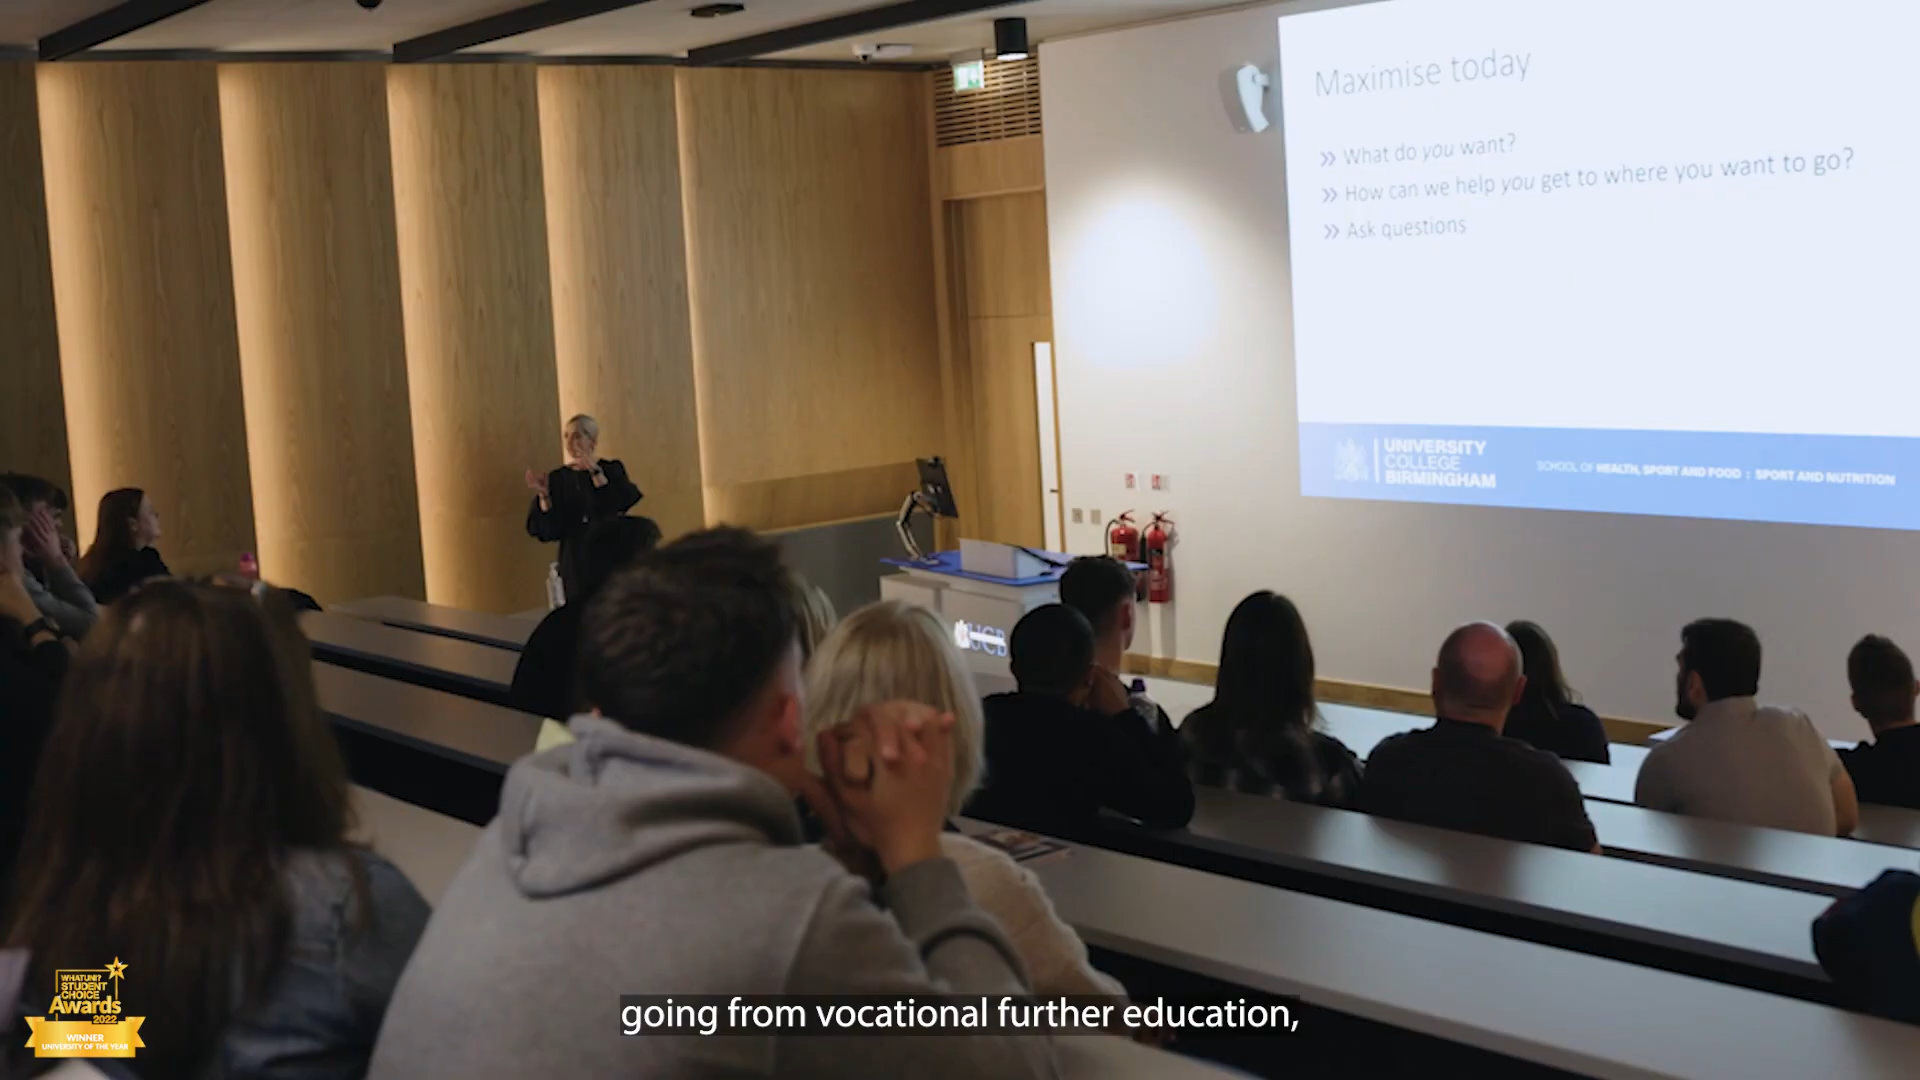 Maximise today
» What do you want?
» How can we help you get to where you want to go?
» Ask questions
UNIVERSITY
COLLEGE
BIRMINGHAM
SCHOOL OF HEALTH, SPORT AND FOOD : SPORT AND NUTRITION
UCB
WHATUNI?
STUDENT
CHOICE
Awards
2022
WINNER
UNIVERSITY OF THE YEAR
going from vocational further education,